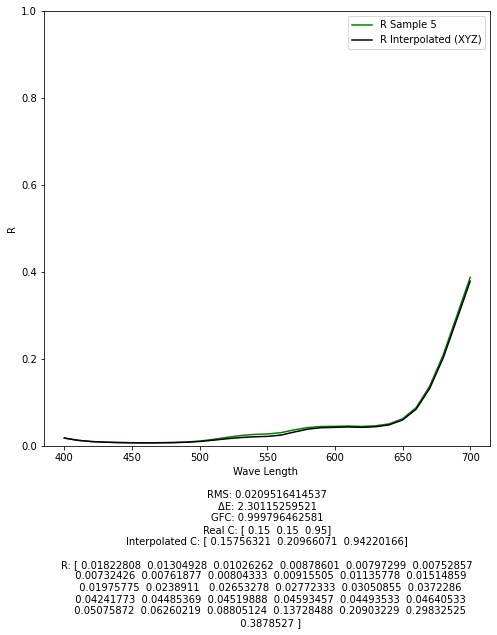 1.0
0.8
0.6
0.4
0.2
0.0
R
R Sample 5
R Interpolated (XYZ)
400 450 500 550 600 650 700
Wave Length
RMS: 0.0209516414537
ΔE: 2.30115259521
GFC: 0.999796462581
Real C: [ 0.15 0.15 0.95]
Interpolated C: [ 0.15756321 0.20966071 0.94220166]
R: [ 0.01822808 0.01304928 0.01026262 0.00878601 0.00797299 0.00752857
0.00732426 0.00761877 0.00804333 0.00915505 0.01135778 0.01514859
0.01975775 0.0238911 0.02653278 0.02772333 0.03050855 0.0372286
0.04241773 0.04485369 0.04519888 0.04593457 0.04493533 0.04640533
0.05075872 0.06260219 0.08805124 0.13728488 0.20903229 0.29832525
0.3878527 ]